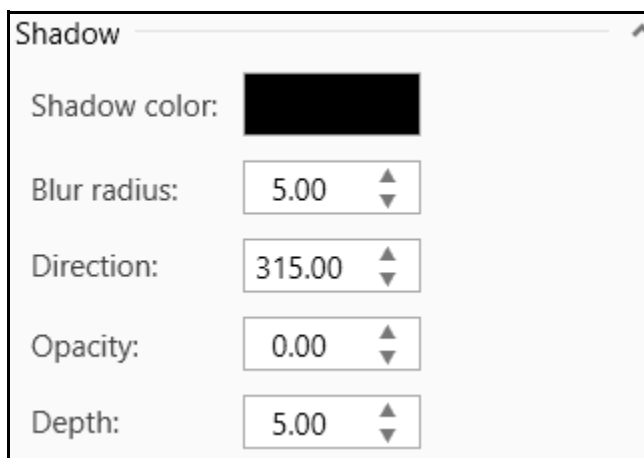 Shadow
Shadow color:
Blur radius: 5.00
Direction: 315.00
Opacity: 0.00
Depth: 5.00